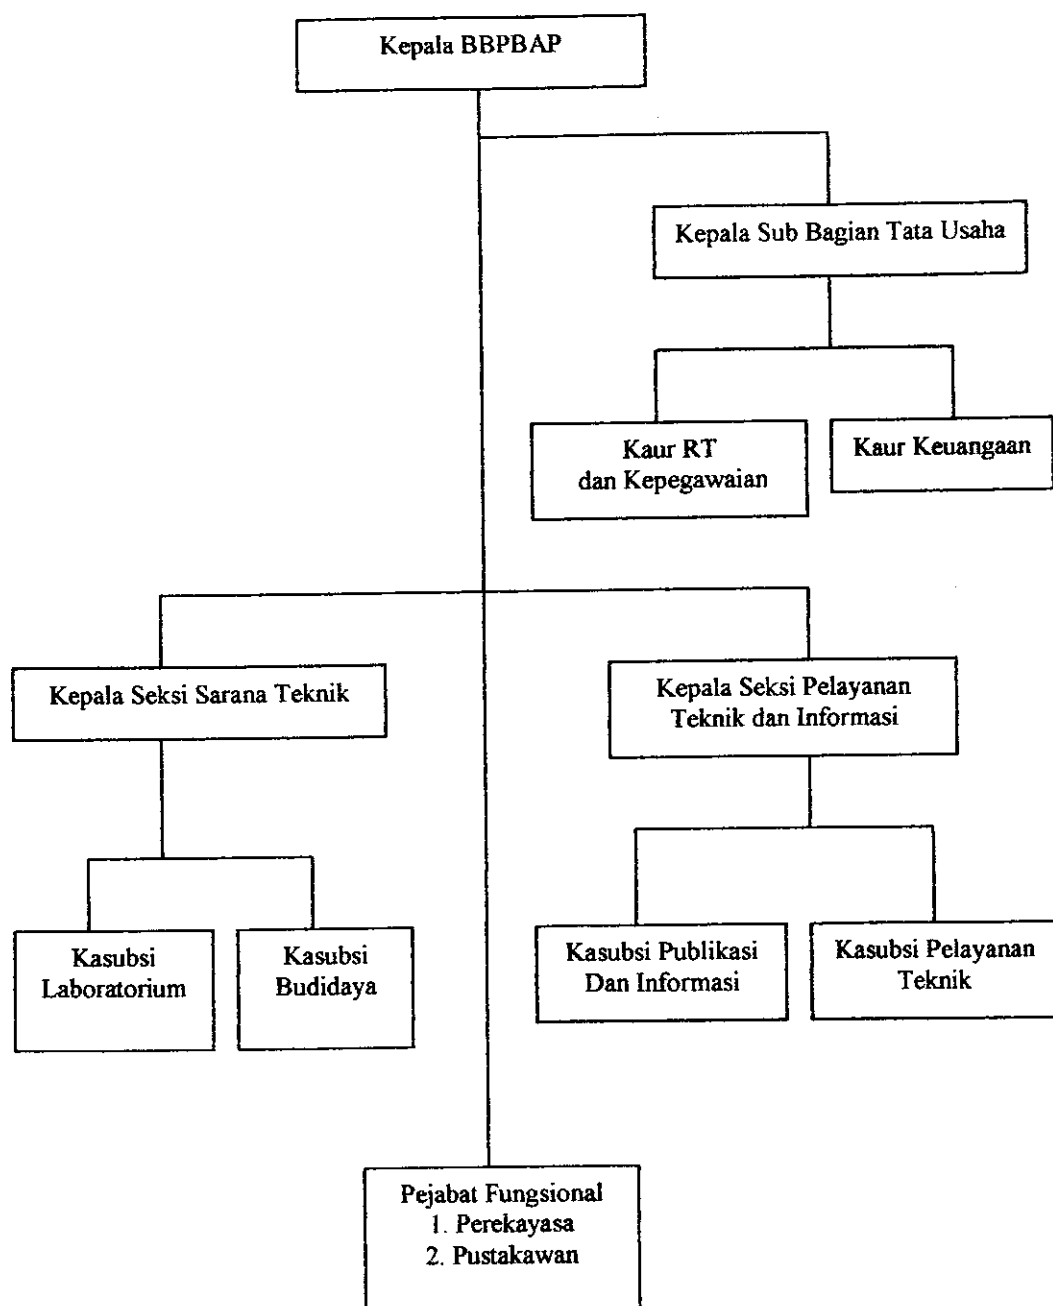 Kepala BBPBAP
Kepala Sub Bagian Tata Usaha
Kaur RT
dan Kepegawaian
Kaur Keuangaan
Kepala Seksi Sarana Teknik
Kepala Seksi Pelayanan
Teknik dan Informasi
Kasubsi
Laboratorium
Kasubsi
Budidaya
Kasubsi Publikasi
Dan Informasi
Kasubsi Pelayanan
Teknik
Pejabat Fungsional
1. Perekayasa
2. Pustakawan